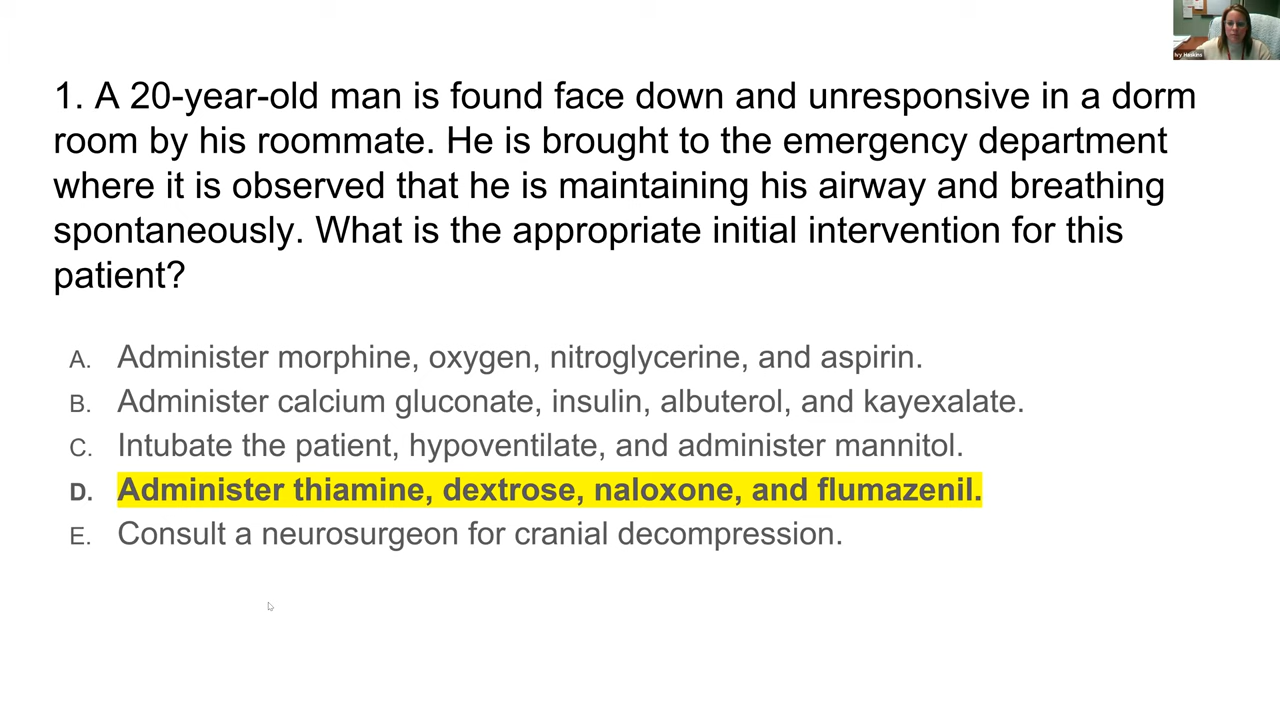 Ivy Haskins
1. A 20-year-old man is found face down and unresponsive in a dorm
room by his roommate. He is brought to the emergency department
where it is observed that he is maintaining his airway and breathing
spontaneously. What is the appropriate initial intervention for this
patient?
A. Administer morphine, oxygen, nitroglycerine, and aspirin.
B. Administer calcium gluconate, insulin, albuterol, and kayexalate.
C. Intubate the patient, hypoventilate, and administer mannitol.
D. Administer thiamine, dextrose, naloxone, and flumazenil.
E. Consult a neurosurgeon for cranial decompression.